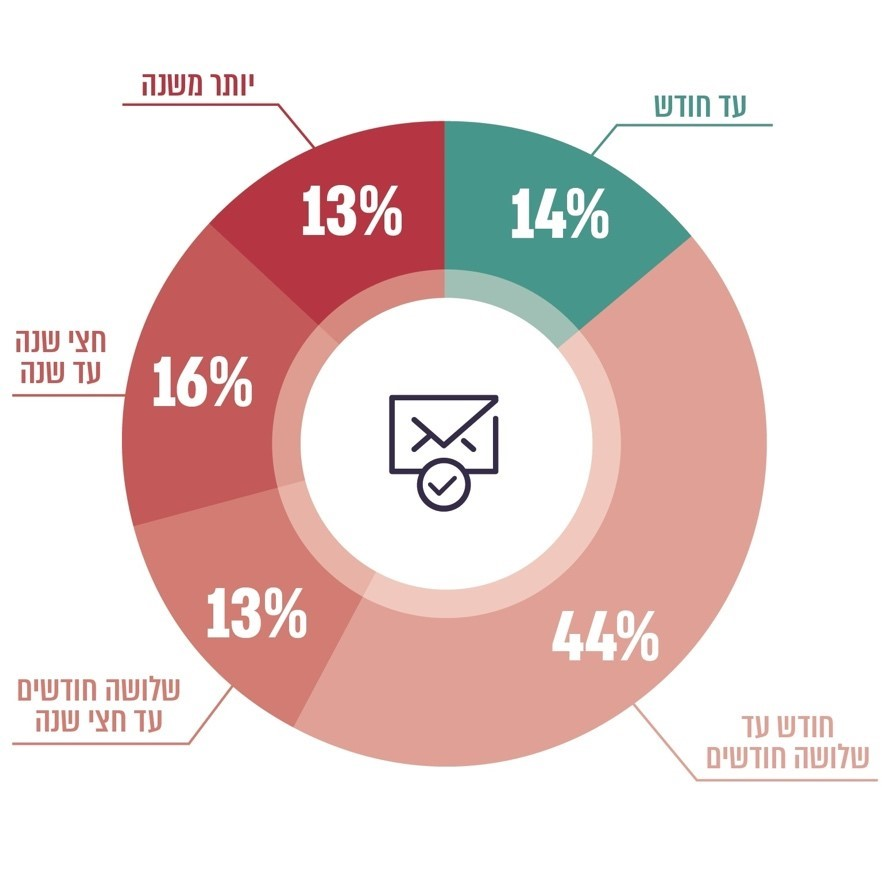 עד חודש
14%
חודש עד
שלושה חודשים
44%
שלושה חודשים
עד חצי שנה
13%
חצי שנה
עד שנה
16%
יותר משנה
13%